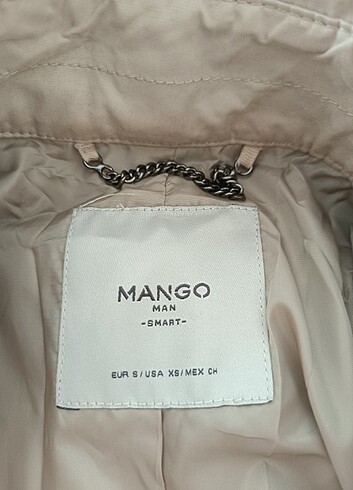 MANGO
MAN
-SMART-
EUR S/USA XS/MEX CH